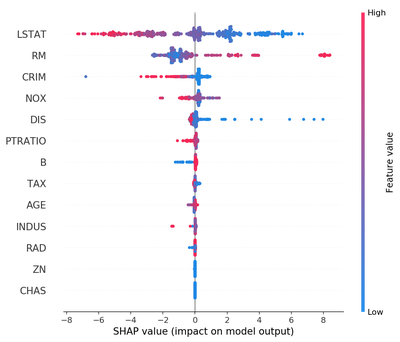 High
LSTAT
RM
CRIM
NOX
DIS
PTRATIO
B
TAX
AGE
INDUS
RAD
ZN
CHAS
Feature value
Low
−8 −6 −4 −2 0 2 4 6 8
SHAP value (impact on model output)